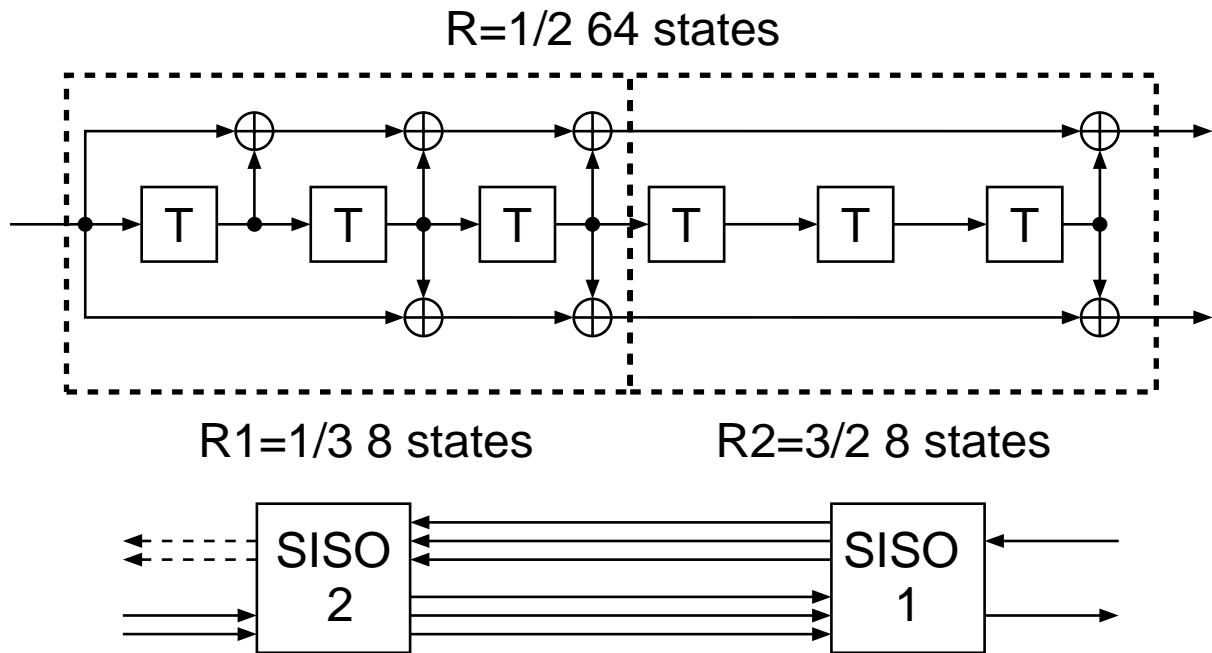 R=1/2 64 states
T T T T T T
R1=1/3 8 states R2=3/2 8 states
SISO SISO
2 1